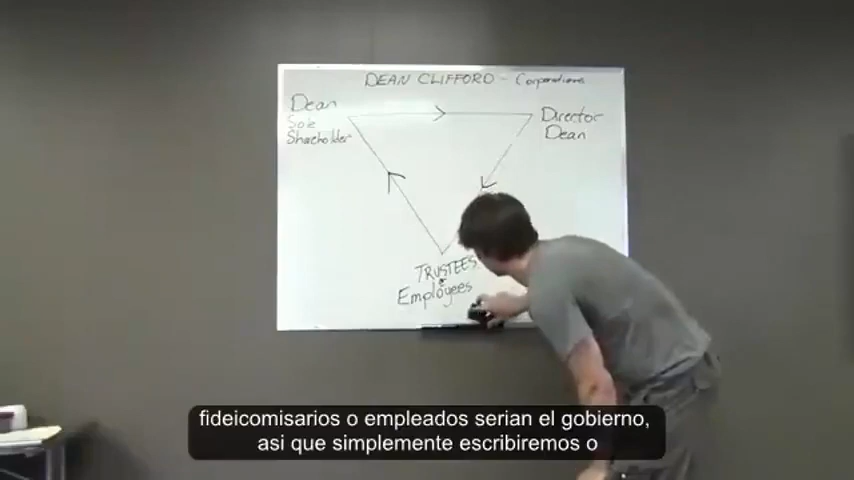 DEAN CLIFFORD - Corporations
Dean
Sole
Shareholder
Director
Dean
TRUSTEES
Employees
fideicomisarios o empleados serian el gobierno,
asi que simplemente escribiremos o